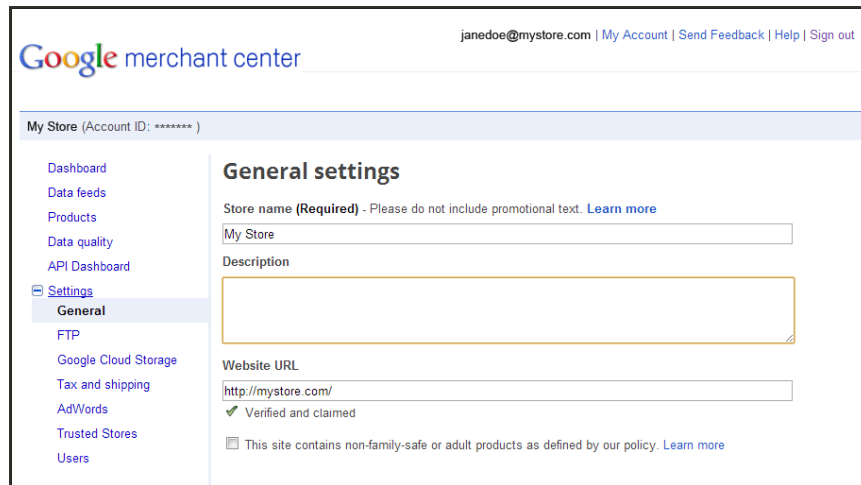 janedoe@mystore.com | My Account | Send Feedback | Help | Sign out
Google merchant center
My Store (Account ID: ******* )
Dashboard
Data feeds
Products
Data quality
API Dashboard
Settings
General
FTP
Google Cloud Storage
Tax and shipping
AdWords
Trusted Stores
Users
General settings
Store name (Required) - Please do not include promotional text. Learn more
My Store
Description
Website URL
http://mystore.com/
Verified and claimed
This site contains non-family-safe or adult products as defined by our policy. Learn more